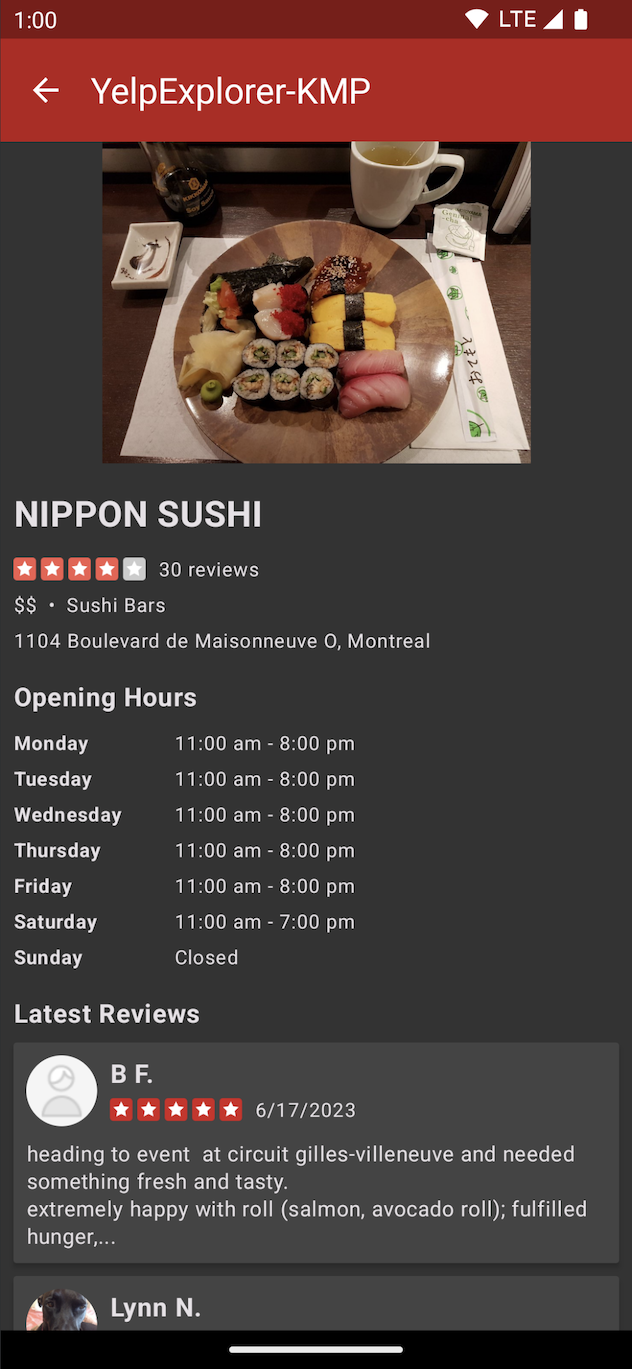 1:00 LTE
YelpExplorer-KMP
NIPPON SUSHI
30 reviews
$$ • Sushi Bars
1104 Boulevard de Maisonneuve O, Montreal
Opening Hours
Monday 11:00 am - 8:00 pm
Tuesday 11:00 am - 8:00 pm
Wednesday 11:00 am - 8:00 pm
Thursday 11:00 am - 8:00 pm
Friday 11:00 am - 8:00 pm
Saturday 11:00 am - 7:00 pm
Sunday Closed
Latest Reviews
B F.
6/17/2023
heading to event  at circuit gilles-villeneuve and needed
something fresh and tasty.
extremely happy with roll (salmon, avocado roll); fulfilled
hunger,...
Lynn N.